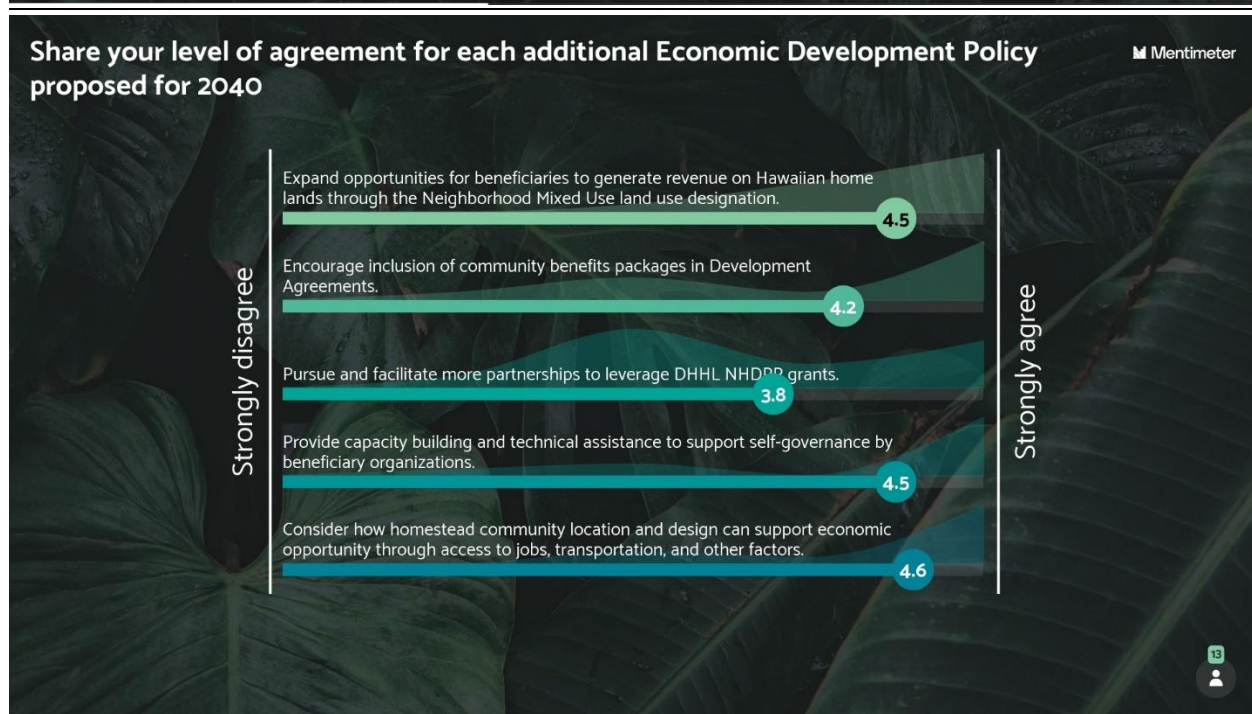 Share your level of agreement for each additional Economic Development Policy
proposed for 2040
Mentimeter
Strongly disagree
Expand opportunities for beneficiaries to generate revenue on Hawaiian home
lands through the Neighborhood Mixed Use land use designation.
4.5
Encourage inclusion of community benefits packages in Development
Agreements.
4.2
Pursue and facilitate more partnerships to leverage DHHL NHDPP grants.
3.8
Provide capacity building and technical assistance to support self-governance by
beneficiary organizations.
4.5
Consider how homestead community location and design can support economic
opportunity through access to jobs, transportation, and other factors.
4.6
Strongly agree
13